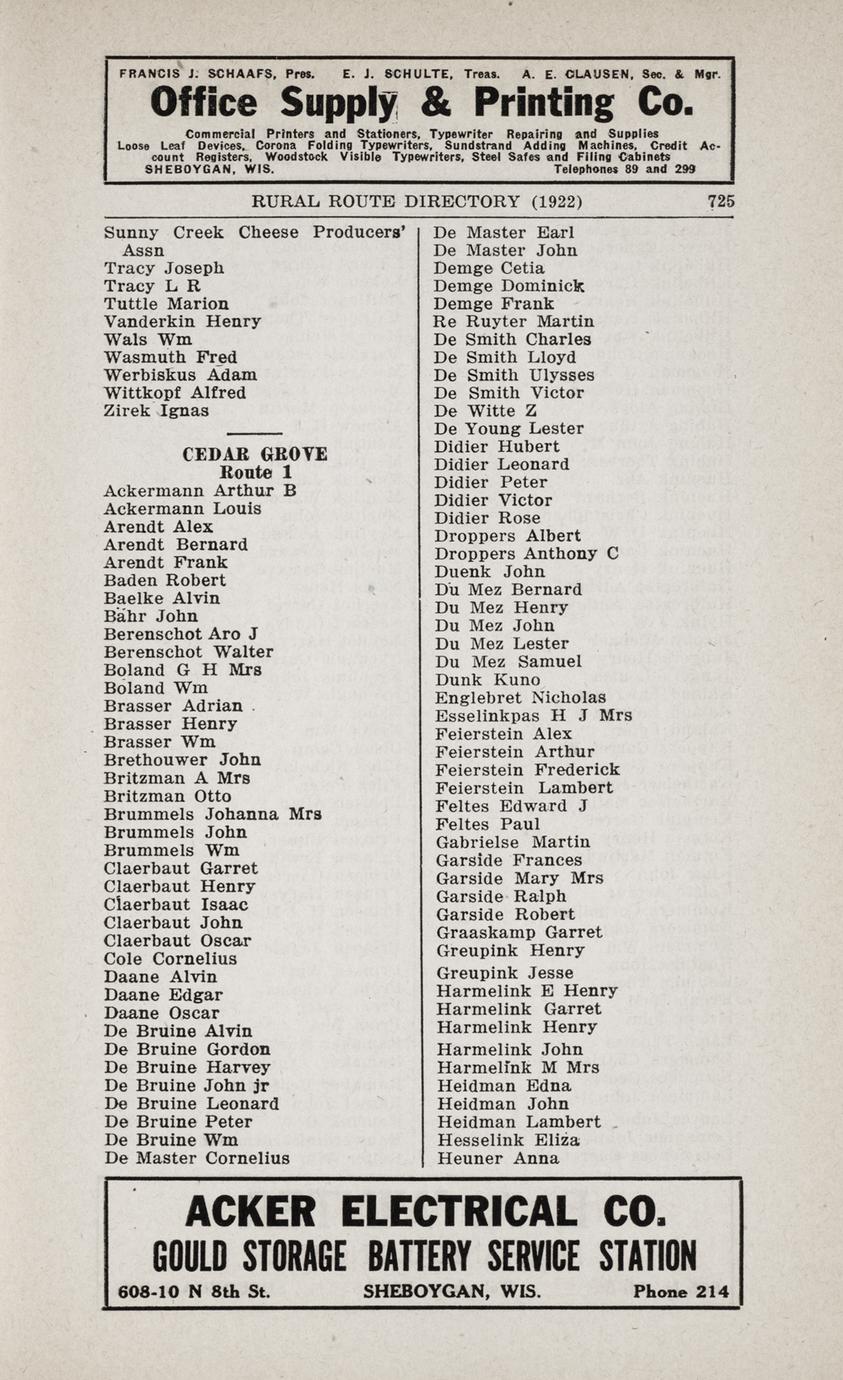 FRANCIS J. SCHAAFS, Pres. E. J. SCHULTE, Treas. A. E. CLAUSEN, Sec. & Mgr.
Office Supply & Printing Co.
Commercial Printers and Stationers, Typewriter Repairing and Supplies
Loose Leaf Devices, Corona Folding Typewriters, Sundstrand Adding Machines, Credit Ac-
count Registers, Woodstock Visible Typewriters, Steel Safes and Filing Cabinets
SHEBOYGAN, WIS. Telephones 89 and 299
RURAL ROUTE DIRECTORY (1922) 725
Sunny Creek Cheese Producers'
Assn
Tracy Joseph
Tracy L R
Tuttle Marion
Vanderkin Henry
Wals Wm
Wasmuth Fred
Werbiskus Adam
Wittkopf Alfred
Zirek Ignas
CEDAR GROVE
Route 1
Ackermann Arthur B
Ackermann Louis
Arendt Alex
Arendt Bernard
Arendt Frank
Baden Robert
Baelke Alvin
Bahr John
Berenschot Aro J
Berenschot Walter
Boland G H Mrs
Boland Wm
Brasser Adrian
Brasser Henry
Brasser Wm
Brethouwer John
Britzman A Mrs
Britzman Otto
Brummels Johanna Mrs
Brummels John
Brummels Wm
Claerbaut Garret
Claerbaut Henry
Claerbaut Isaac
Claerbaut John
Claerbaut Oscar
Cole Cornelius
Daane Alvin
Daane Edgar
Daane Oscar
De Bruine Alvin
De Bruine Gordon
De Bruine Harvey
De Bruine John jr
De Bruine Leonard
De Bruine Peter
De Bruine Wm
De Master Cornelius
De Master Earl
De Master John
Demge Cetia
Demge Dominick
Demge Frank
Re Ruyter Martin
De Smith Charles
De Smith Lloyd
De Smith Ulysses
De Smith Victor
De Witte Z
De Young Lester
Didier Hubert
Didier Leonard
Didier Peter
Didier Victor
Didier Rose
Droppers Albert
Droppers Anthony C
Duenk John
Du Mez Bernard
Du Mez Henry
Du Mez John
Du Mez Lester
Du Mez Samuel
Dunk Kuno
Englebret Nicholas
Esselinkpas H J Mrs
Feierstein Alex
Feierstein Arthur
Feierstein Frederick
Feierstein Lambert
Feltes Edward J
Feltes Paul
Gabrielse Martin
Garside Frances
Garside Mary Mrs
Garside Ralph
Garside Robert
Graaskamp Garret
Greupink Henry
Greupink Jesse
Harmelink E Henry
Harmelink Garret
Harmelink Henry
Harmelink John
Harmelink M Mrs
Heidman Edna
Heidman John
Heidman Lambert
Hesselink Eliza
Heuner Anna
ACKER ELECTRICAL CO.
GOULD STORAGE BATTERY SERVICE STATION
608-10 N 8th St. SHEBOYGAN, WIS. Phone 214